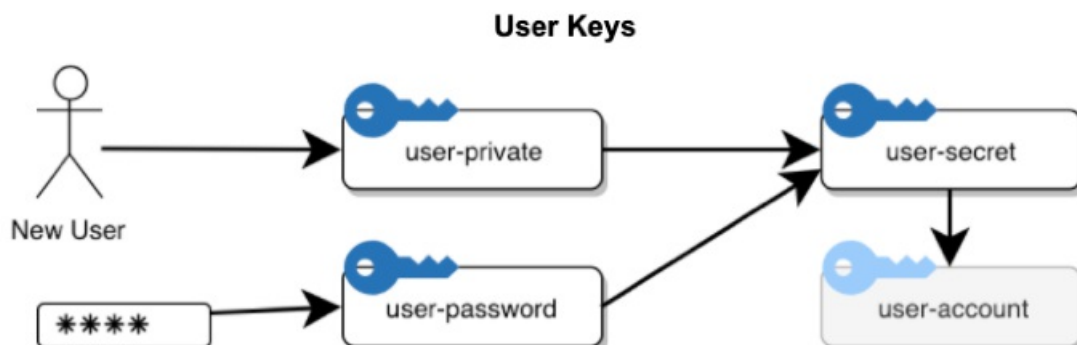 User Keys
user-private
user-secret
New User
user-password
user-account
****